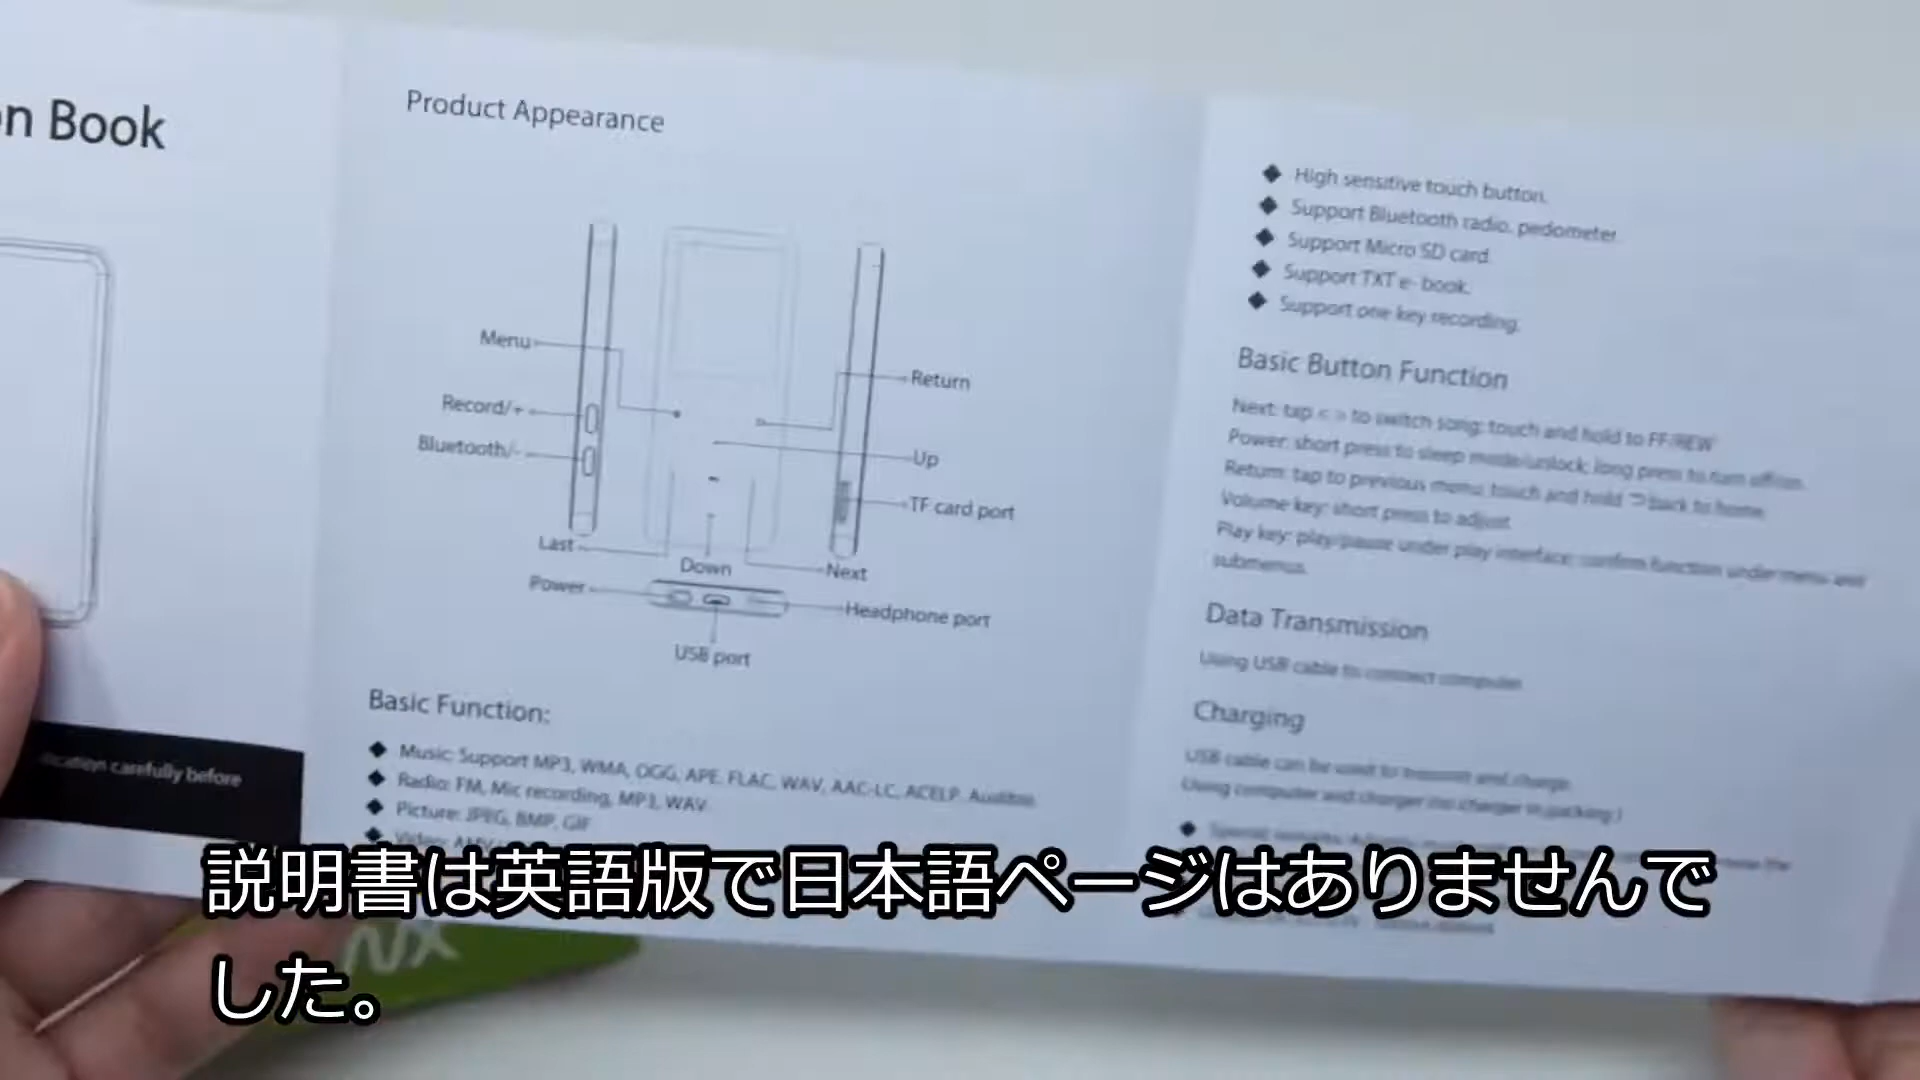 n Book
ication carefully before
Product Appearance
Menu
Record/+
Bluetooth/-
Return
Up
TF card port
Last
Down
Next
Power
Headphone port
USB port
Basic Function:
◆ Music: Support MP3, WMA, OGG, APE, FLAC, WAV, AAC-LC, ACELP, Audible.
◆ Radio: FM, Mic recording, MP3, WAV
◆ Picture: JPEG, BMP, GIF
◆ Video: AMV
◆ High sensitive touch button.
◆ Support Bluetooth radio, pedometer.
◆ Support Micro SD card.
◆ Support TXT e- book.
◆ Support one key recording.
Basic Button Function
Next: tap < > to switch song; touch and hold to FF/REW
Power: short press to sleep mode/unlock; long press to turn off/on.
Return: tap to previous menu, touch and hold ⊃ back to home.
Volume key: short press to adjust
Play key: play/pause under play interface; confirm function under menu and
submenus.
Data Transmission
Using USB cable to connect computer
Charging
USB cable can be used to transmit and charge.
Using computer and charger (no charger in packing)
NX
説明書は英語版で日本語ページはありませんで
した。